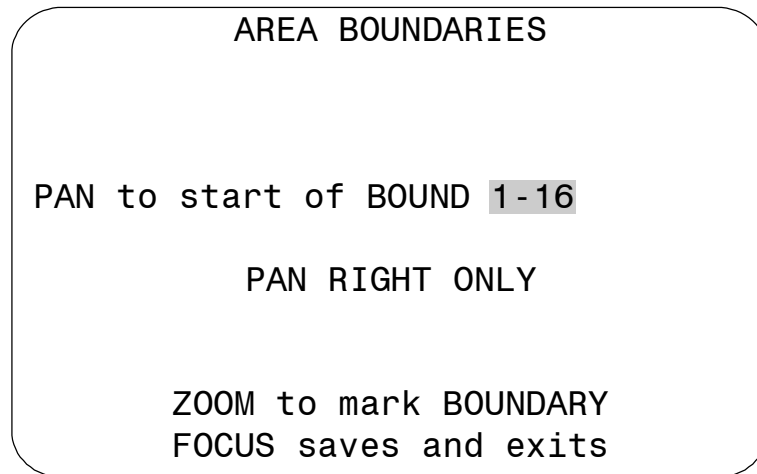 AREA BOUNDARIES
PAN to start of BOUND 1-16
PAN RIGHT ONLY
ZOOM to mark BOUNDARY
FOCUS saves and exits